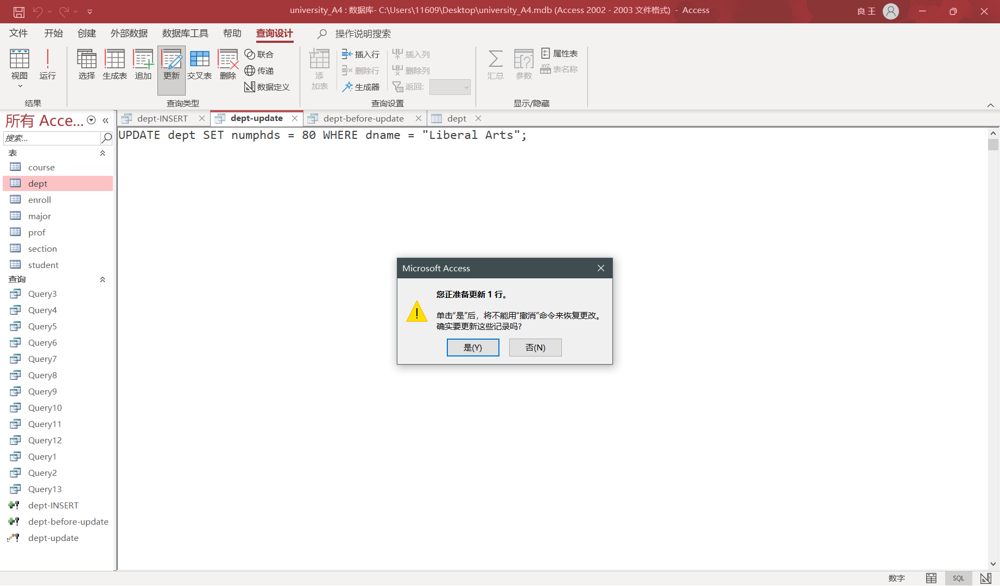 university_A4 : 数据库- C:\Users\11609\Desktop\university_A4.mdb (Access 2002 - 2003 文件格式) - Access
良 王
文件 开始 创建 外部数据 数据库工具 帮助 查询设计 操作说明搜索
视图
运行
结果
选择
生成表
追加
更新
交叉表
删除
联合
传递
数据定义
查询类型
添
加表
插入行
删除行
生成器
插入列
删除列
返回:
查询设置
汇总
参数
属性表
表名称
显示/隐藏
所有 Acce...
搜索...
表
course
dept
enroll
major
prof
section
student
查询
Query3
Query4
Query5
Query6
Query7
Query8
Query9
Query10
Query11
Query12
Query1
Query2
Query13
dept-INSERT
dept-before-update
dept-update
dept-INSERT dept-update dept-before-update dept
UPDATE dept SET numphds = 80 WHERE dname = "Liberal Arts";
Microsoft Access
您正准备更新 1 行。
单击“是”后，将不能用“撤消”命令来恢复更改。
确实要更新这些记录吗?
是(Y) 否(N)
数字 SQL